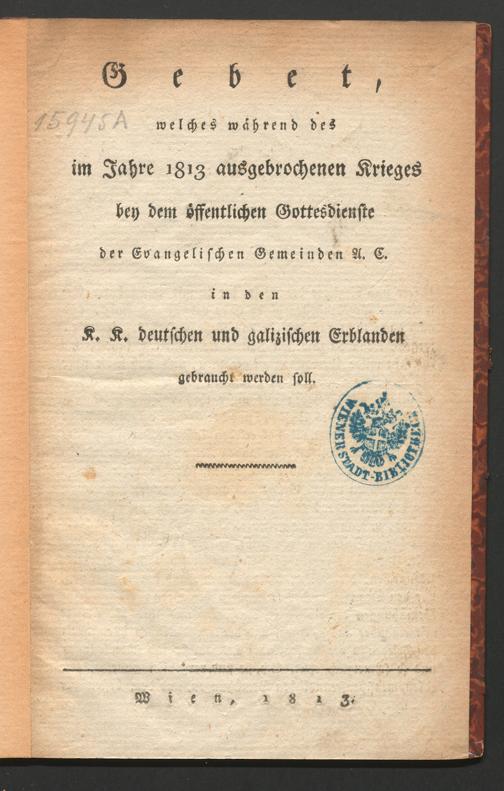 Gebet,
15945A
welches während des
im Jahre 1813 ausgebrochenen Krieges
bey dem öffentlichen Gottesdienste
der Evangelischen Gemeinden A. C.
in den
K. K. deutschen und galizischen Erblanden
gebraucht werden soll.
WIENER STADT-BIBLIOTHEK
Wien, 1813.